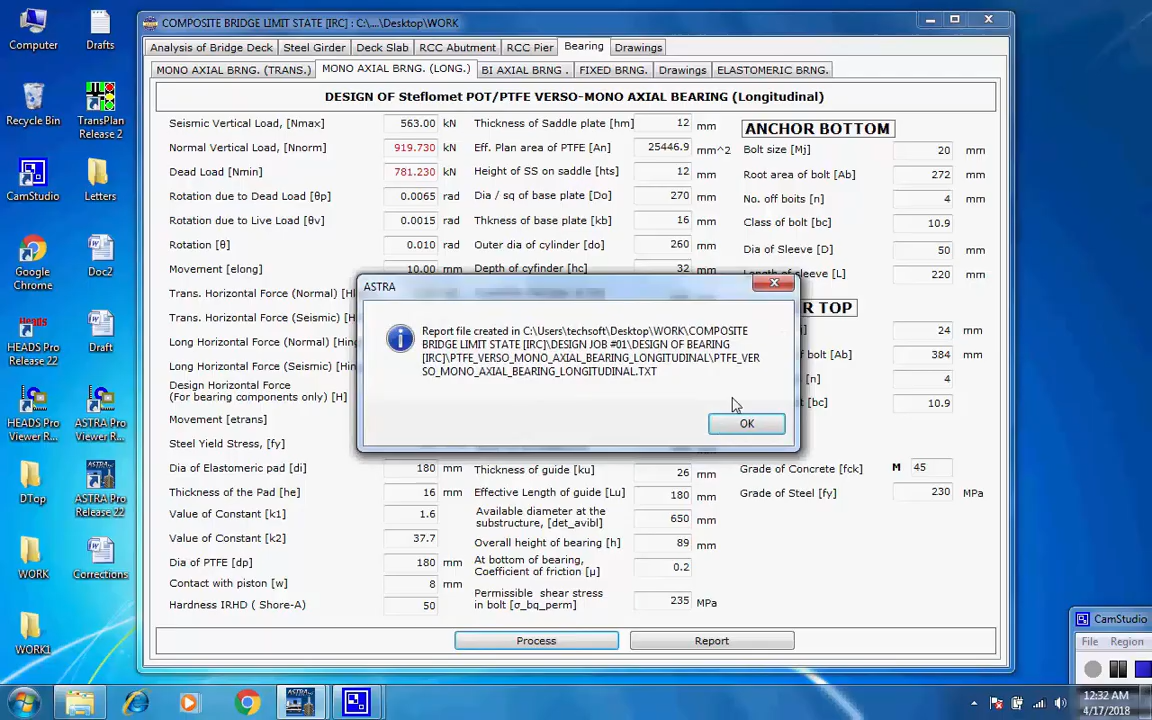 COMPOSITE BRIDGE LIMIT STATE [IRC] : C:\...\Desktop\WORK
Analysis of Bridge Deck Steel Girder Deck Slab RCC Abutment RCC Pier Bearing Drawings
MONO AXIAL BRNG. (TRANS.) MONO AXIAL BRNG. (LONG.) BI AXIAL BRNG . FIXED BRNG. Drawings ELASTOMERIC BRNG.
DESIGN OF Steflomet POT/PTFE VERSO-MONO AXIAL BEARING (Longitudinal)
Seismic Vertical Load, [Nmax] 563.00 kN
Normal Vertical Load, [Nnorm] 919.730 kN
Dead Load [Nmin] 781.230 kN
Rotation due to Dead Load [θp] 0.0065 rad
Rotation due to Live Load [θv] 0.0015 rad
Rotation [θ] 0.010 rad
Movement [elong] 10.00 mm
Trans. Horizontal Force (Normal) [H
Trans. Horizontal Force (Seismic)
Long Horizontal Force (Normal) [Hi
Long Horizontal Force (Seismic) [H
Design Horizontal Force
(For bearing components only) [H]
Movement [etrans]
Steel Yield Stress, [fy]
Dia of Elastomeric pad [di] 180 mm
Thickness of the Pad [he] 16 mm
Value of Constant [k1] 1.6
Value of Constant [k2] 37.7
Dia of PTFE [dp] 180 mm
Contact with piston [w] 8 mm
Hardness IRHD ( Shore-A) 50
Thickness of Saddle plate [hm] 12 mm
Eff. Plan area of PTFE [An] 25446.9 mm^2
Height of SS on saddle [hts] 12 mm
Dia / sq of base plate [Do] 270 mm
Thkness of base plate [kb] 16 mm
Outer dia of cylinder [do] 260 mm
Depth of cyfinder [hc] 32 mm
Thickness of guide [ku] 26 mm
Effective Length of guide [Lu] 180 mm
Available diameter at the
substructure, [det_avibl] 650 mm
Overall height of bearing [h] 89 mm
At bottom of bearing,
Coefficient of friction [µ] 0.2
Permissible shear stress
in bolt [σ_bq_perm] 235 MPa
ANCHOR BOTTOM
Bolt size [Mj] 20 mm
Root area of bolt [Ab] 272 mm
No. off boits [n] 4 mm
Class of bolt [bc] 10.9
Dia of Sleeve [D] 50 mm
Length of sleeve [L] 220 mm
R TOP
24 mm
of bolt [Ab] 384 mm
[n] 4 mm
[bc] 10.9
Grade of Concrete [fck] M 45
Grade of Steel [fy] 230 MPa
Process Report
ASTRA
Report file created in C:\Users\techsoft\Desktop\WORK\COMPOSITE
BRIDGE LIMIT STATE [IRC]\DESIGN JOB #01\DESIGN OF BEARING
[IRC]\PTFE_VERSO_MONO_AXIAL_BEARING_LONGITUDINAL\PTFE_VER
SO_MONO_AXIAL_BEARING_LONGITUDINAL.TXT
OK
Computer Drafts
Recycle Bin TransPlan
Release 2
CamStudio Letters
Google
Chrome Doc2
Heads
HEADS Pro
Release 22 Draft
HEADS Pro
Viewer R... ASTRA Pro
Viewer R...
DTop ASTRA Pro
Release 22
WORK Corrections
WORK1
CamStudio
File Region
12:32 AM
4/17/2018